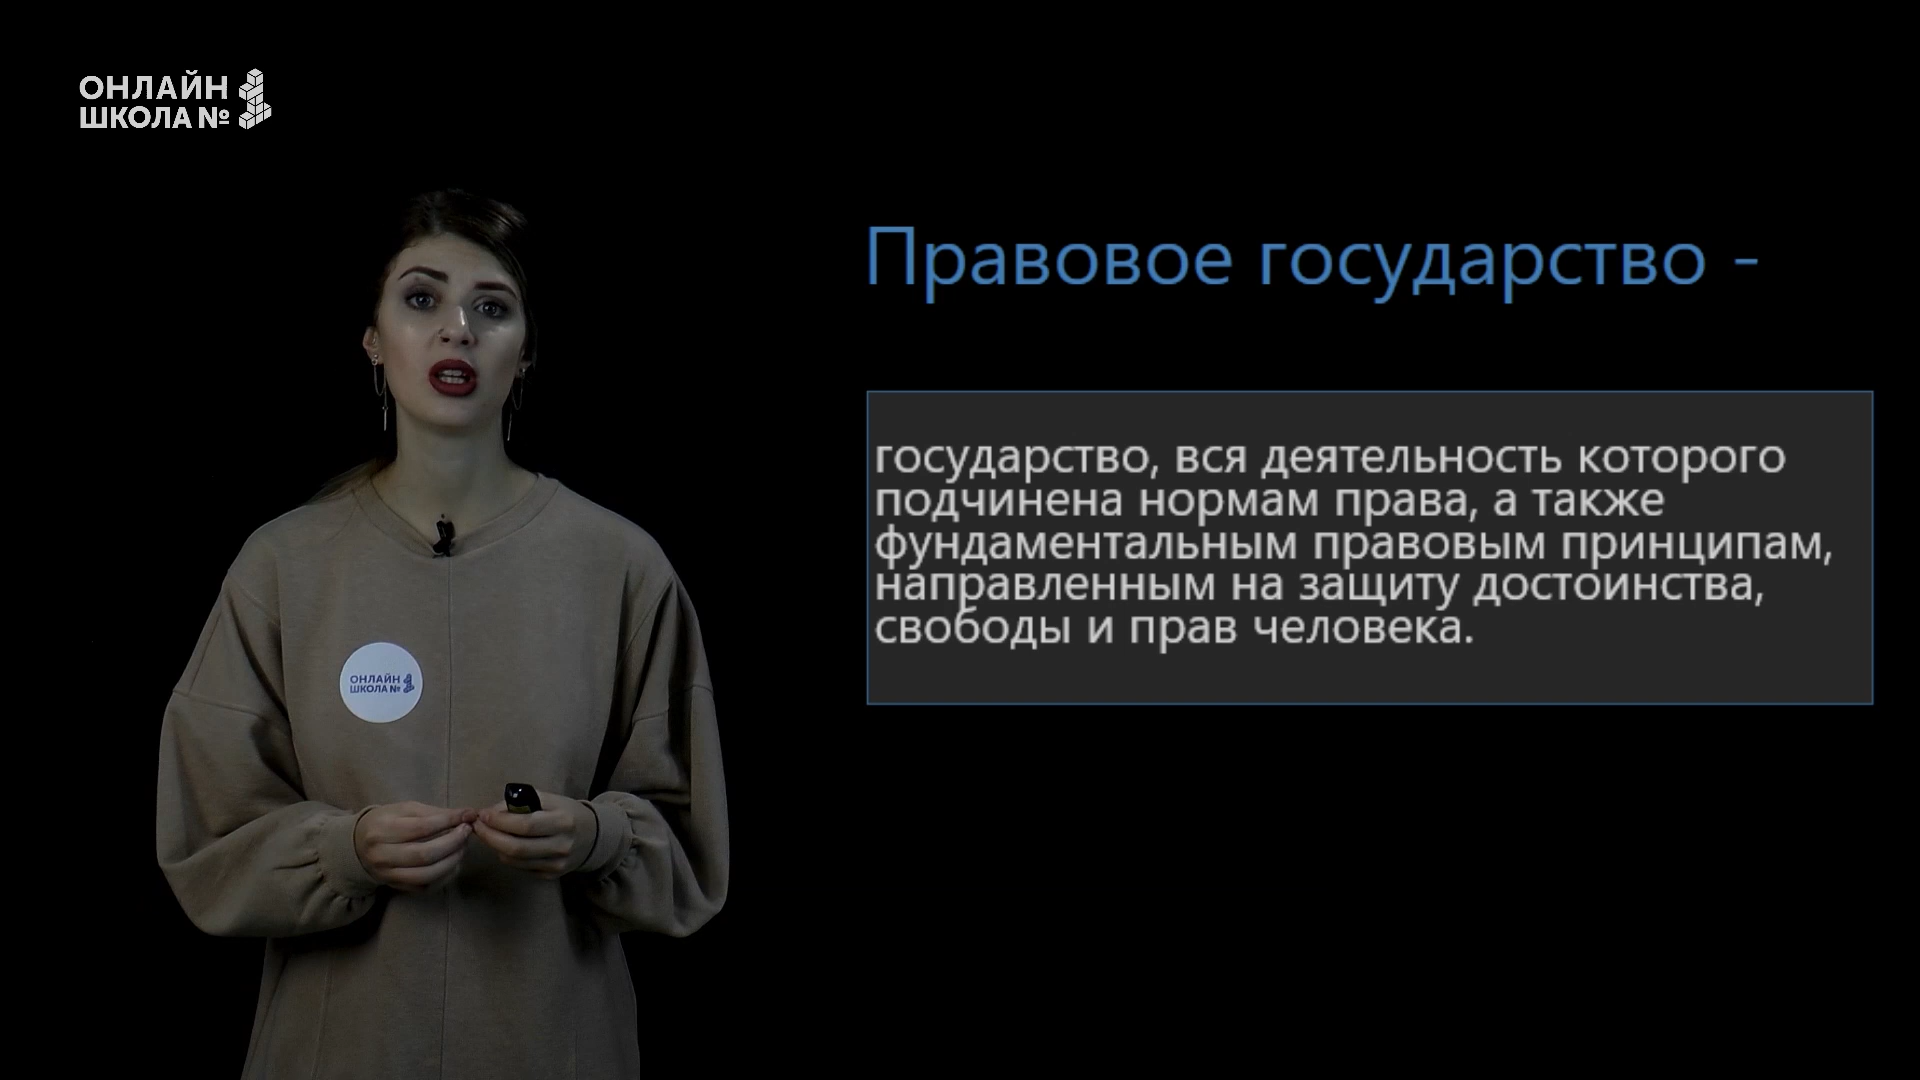 ОНЛАЙН
ШКОЛА №
Правовое государство -
государство, вся деятельность которого
подчинена нормам права, а также
фундаментальным правовым принципам,
направленным на защиту достоинства,
свободы и прав человека.
ОНЛАЙН
ШКОЛА №